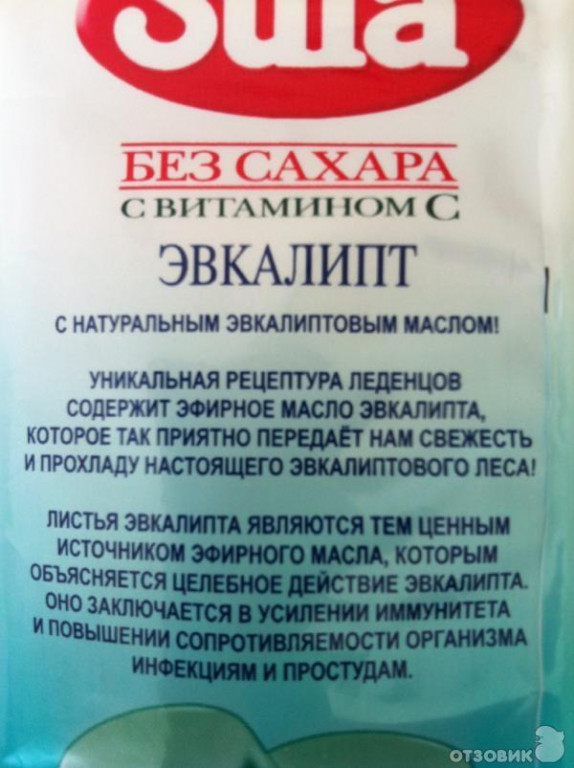 Sula
БЕЗ САХАРА
С ВИТАМИНОМ С
ЭВКАЛИПТ
С НАТУРАЛЬНЫМ ЭВКАЛИПТОВЫМ МАСЛОМ!
УНИКАЛЬНАЯ РЕЦЕПТУРА ЛЕДЕНЦОВ
СОДЕРЖИТ ЭФИРНОЕ МАСЛО ЭВКАЛИПТА,
КОТОРОЕ ТАК ПРИЯТНО ПЕРЕДАЁТ НАМ СВЕЖЕСТЬ
И ПРОХЛАДУ НАСТОЯЩЕГО ЭВКАЛИПТОВОГО ЛЕСА!
ЛИСТЬЯ ЭВКАЛИПТА ЯВЛЯЮТСЯ ТЕМ ЦЕННЫМ
ИСТОЧНИКОМ ЭФИРНОГО МАСЛА, КОТОРЫМ
ОБЪЯСНЯЕТСЯ ЦЕЛЕБНОЕ ДЕЙСТВИЕ ЭВКАЛИПТА.
ОНО ЗАКЛЮЧАЕТСЯ В УСИЛЕНИИ ИММУНИТЕТА
И ПОВЫШЕНИИ СОПРОТИВЛЯЕМОСТИ ОРГАНИЗМА
ИНФЕКЦИЯМ И ПРОСТУДАМ.
ОТЗОВИК